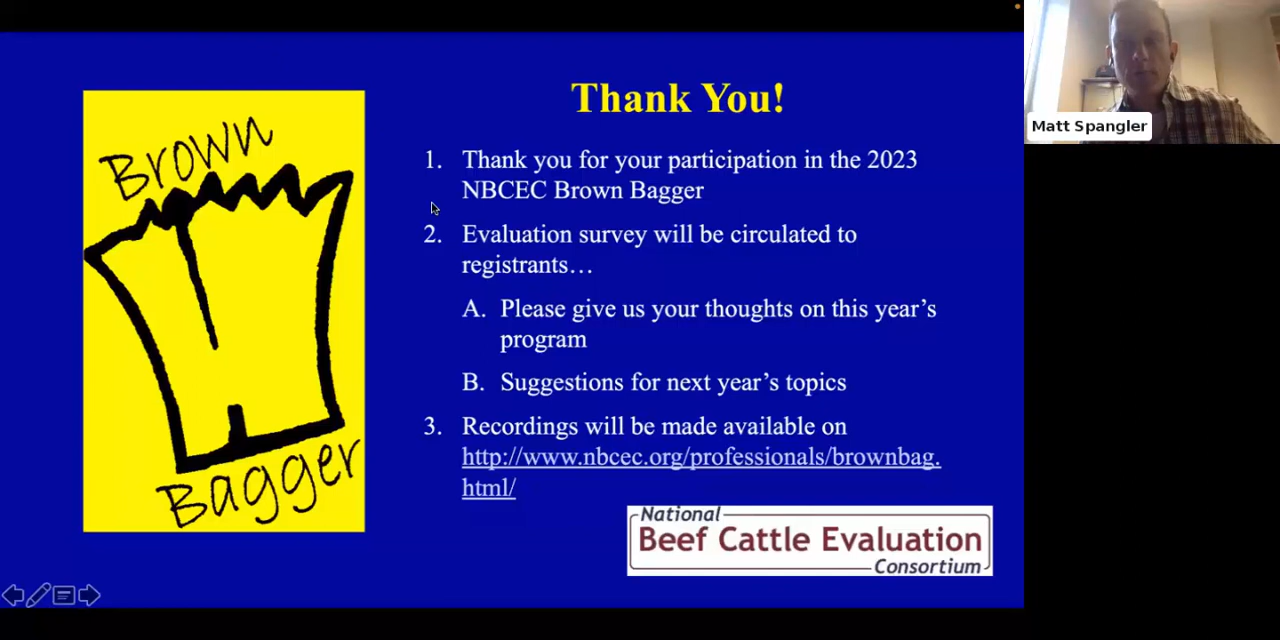 Brown
Bagger
Thank You!
1. Thank you for your participation in the 2023
NBCEC Brown Bagger
2. Evaluation survey will be circulated to
registrants…
A. Please give us your thoughts on this year’s
program
B. Suggestions for next year’s topics
3. Recordings will be made available on
http://www.nbcec.org/professionals/brownbag.
html/
National
Beef Cattle Evaluation
Consortium
Matt Spangler